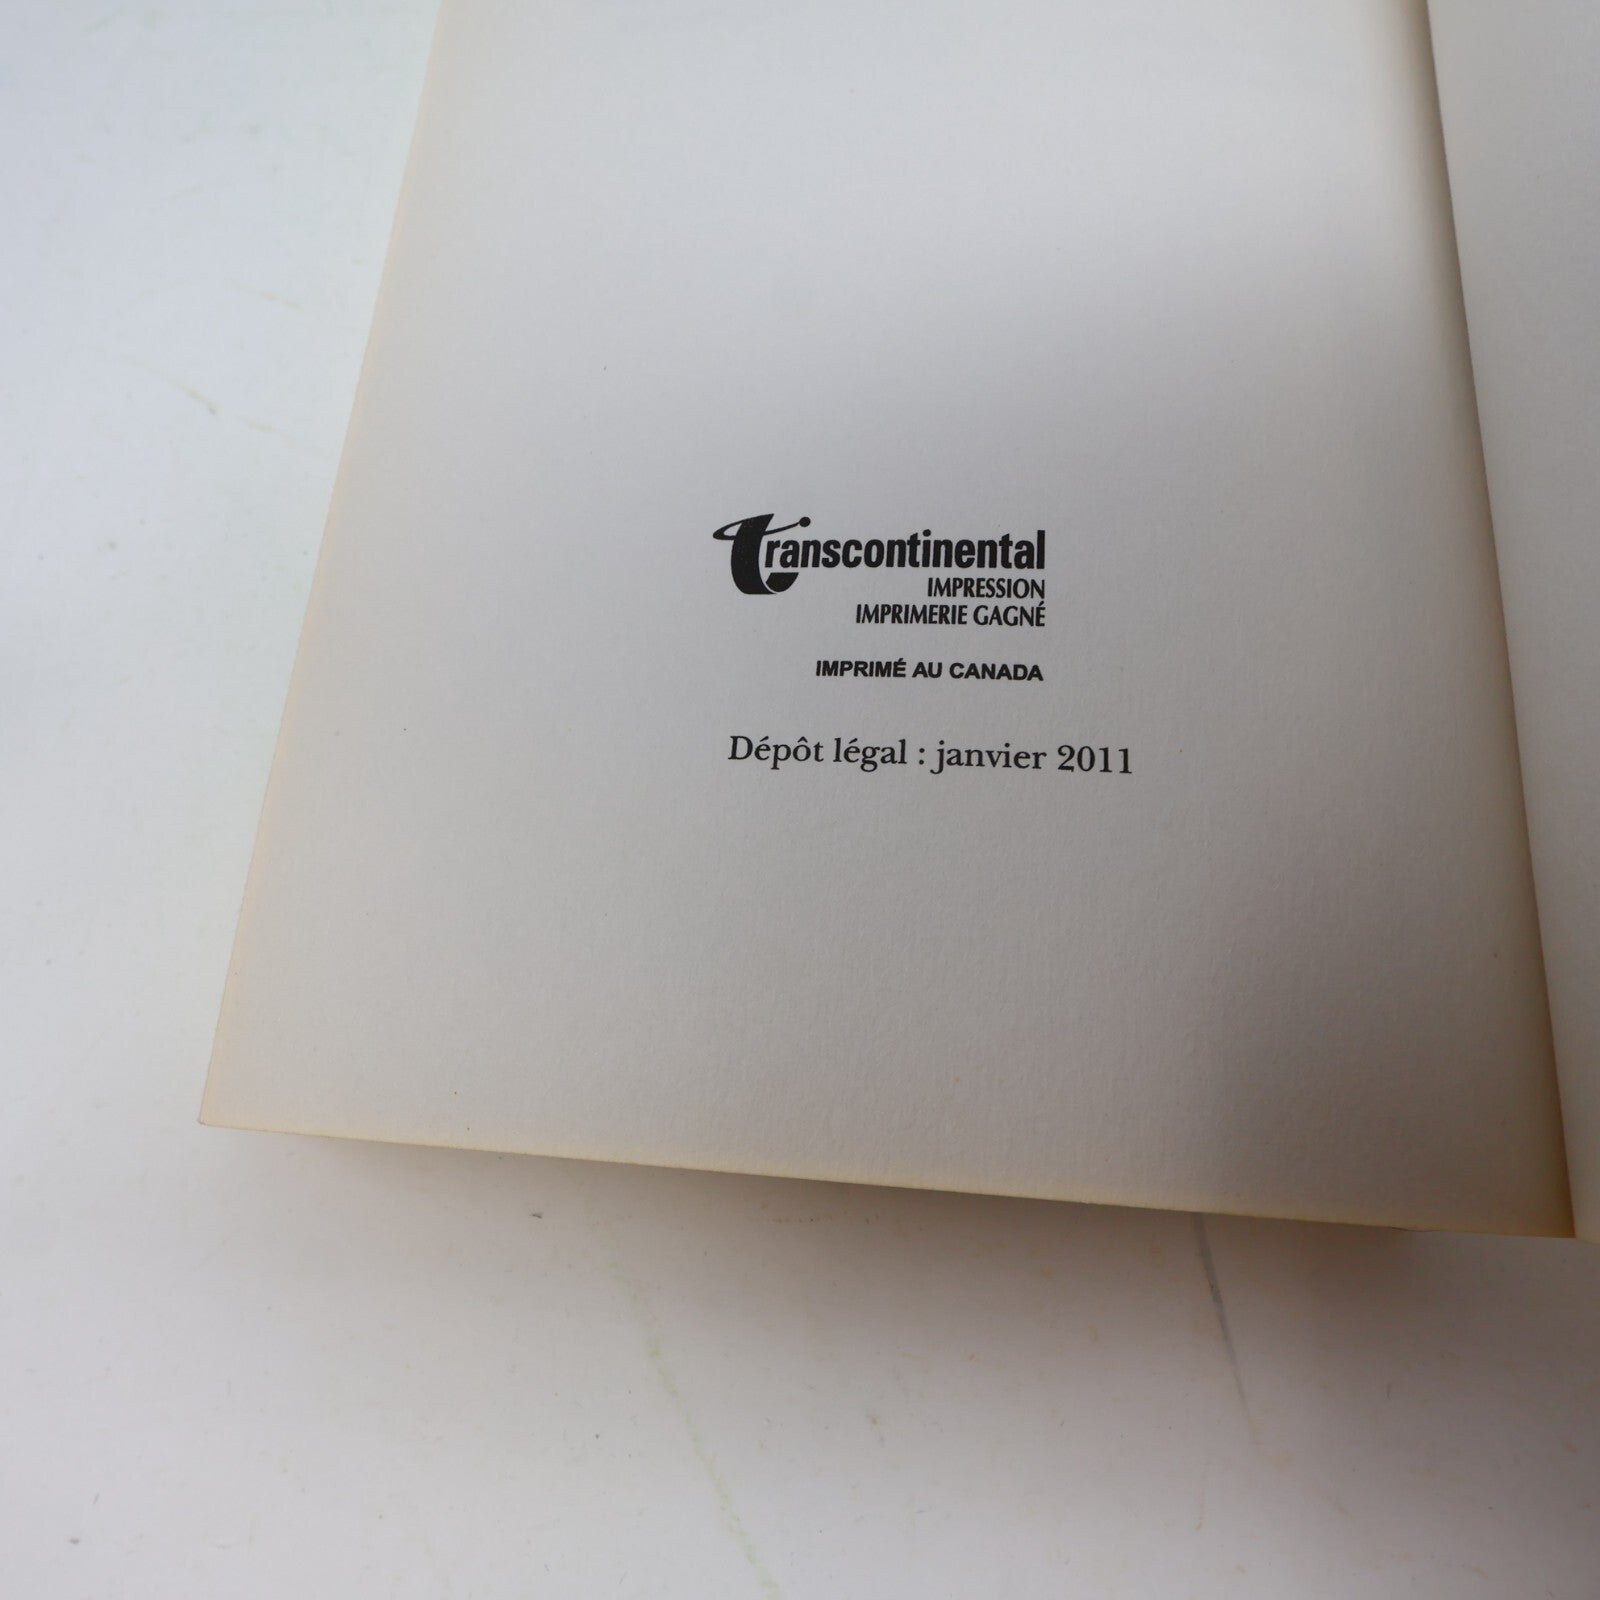 Transcontinental
IMPRESSION
IMPRIMERIE GAGNÉ
IMPRIMÉ AU CANADA
Dépôt légal : janvier 2011